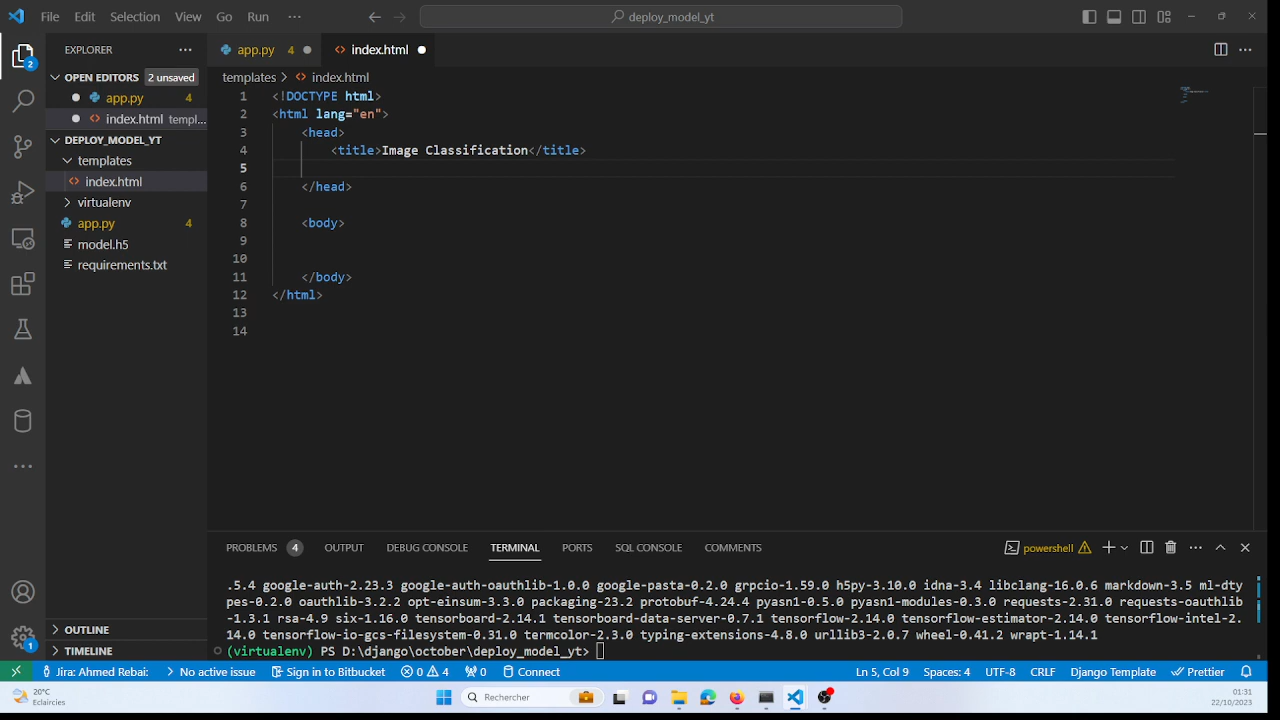 File Edit Selection View Go Run ··· deploy_model_yt
EXPLORER
OPEN EDITORS 2 unsaved
app.py 4
index.html templ...
DEPLOY_MODEL_YT
templates
index.html
virtualenv
app.py 4
model.h5
requirements.txt
OUTLINE
TIMELINE
2
1
app.py 4 index.html
templates > index.html
1 <!DOCTYPE html>
2 <html lang="en">
3 <head>
4 <title>Image Classification</title>
5
6 </head>
7
8 <body>
9
10
11 </body>
12 </html>
13
14
PROBLEMS 4 OUTPUT DEBUG CONSOLE TERMINAL PORTS SQL CONSOLE COMMENTS powershell
.5.4 google-auth-2.23.3 google-auth-oauthlib-1.0.0 google-pasta-0.2.0 grpcio-1.59.0 h5py-3.10.0 idna-3.4 libclang-16.0.6 markdown-3.5 ml-dty
pes-0.2.0 oauthlib-3.2.2 opt-einsum-3.3.0 packaging-23.2 protobuf-4.24.4 pyasn1-0.5.0 pyasn1-modules-0.3.0 requests-2.31.0 requests-oauthlib
-1.3.1 rsa-4.9 six-1.16.0 tensorboard-2.14.1 tensorboard-data-server-0.7.1 tensorflow-2.14.0 tensorflow-estimator-2.14.0 tensorflow-intel-2.
14.0 tensorflow-io-gcs-filesystem-0.31.0 termcolor-2.3.0 typing-extensions-4.8.0 urllib3-2.0.7 wheel-0.41.2 wrapt-1.14.1
(virtualenv) PS D:\django\october\deploy_model_yt>
Jira: Ahmed Rebai: No active issue Sign in to Bitbucket 0 4 0 Connect Ln 5, Col 9 Spaces: 4 UTF-8 CRLF Django Template Prettier
20°C
Eclaircies
Rechercher
01:31
22/10/2023